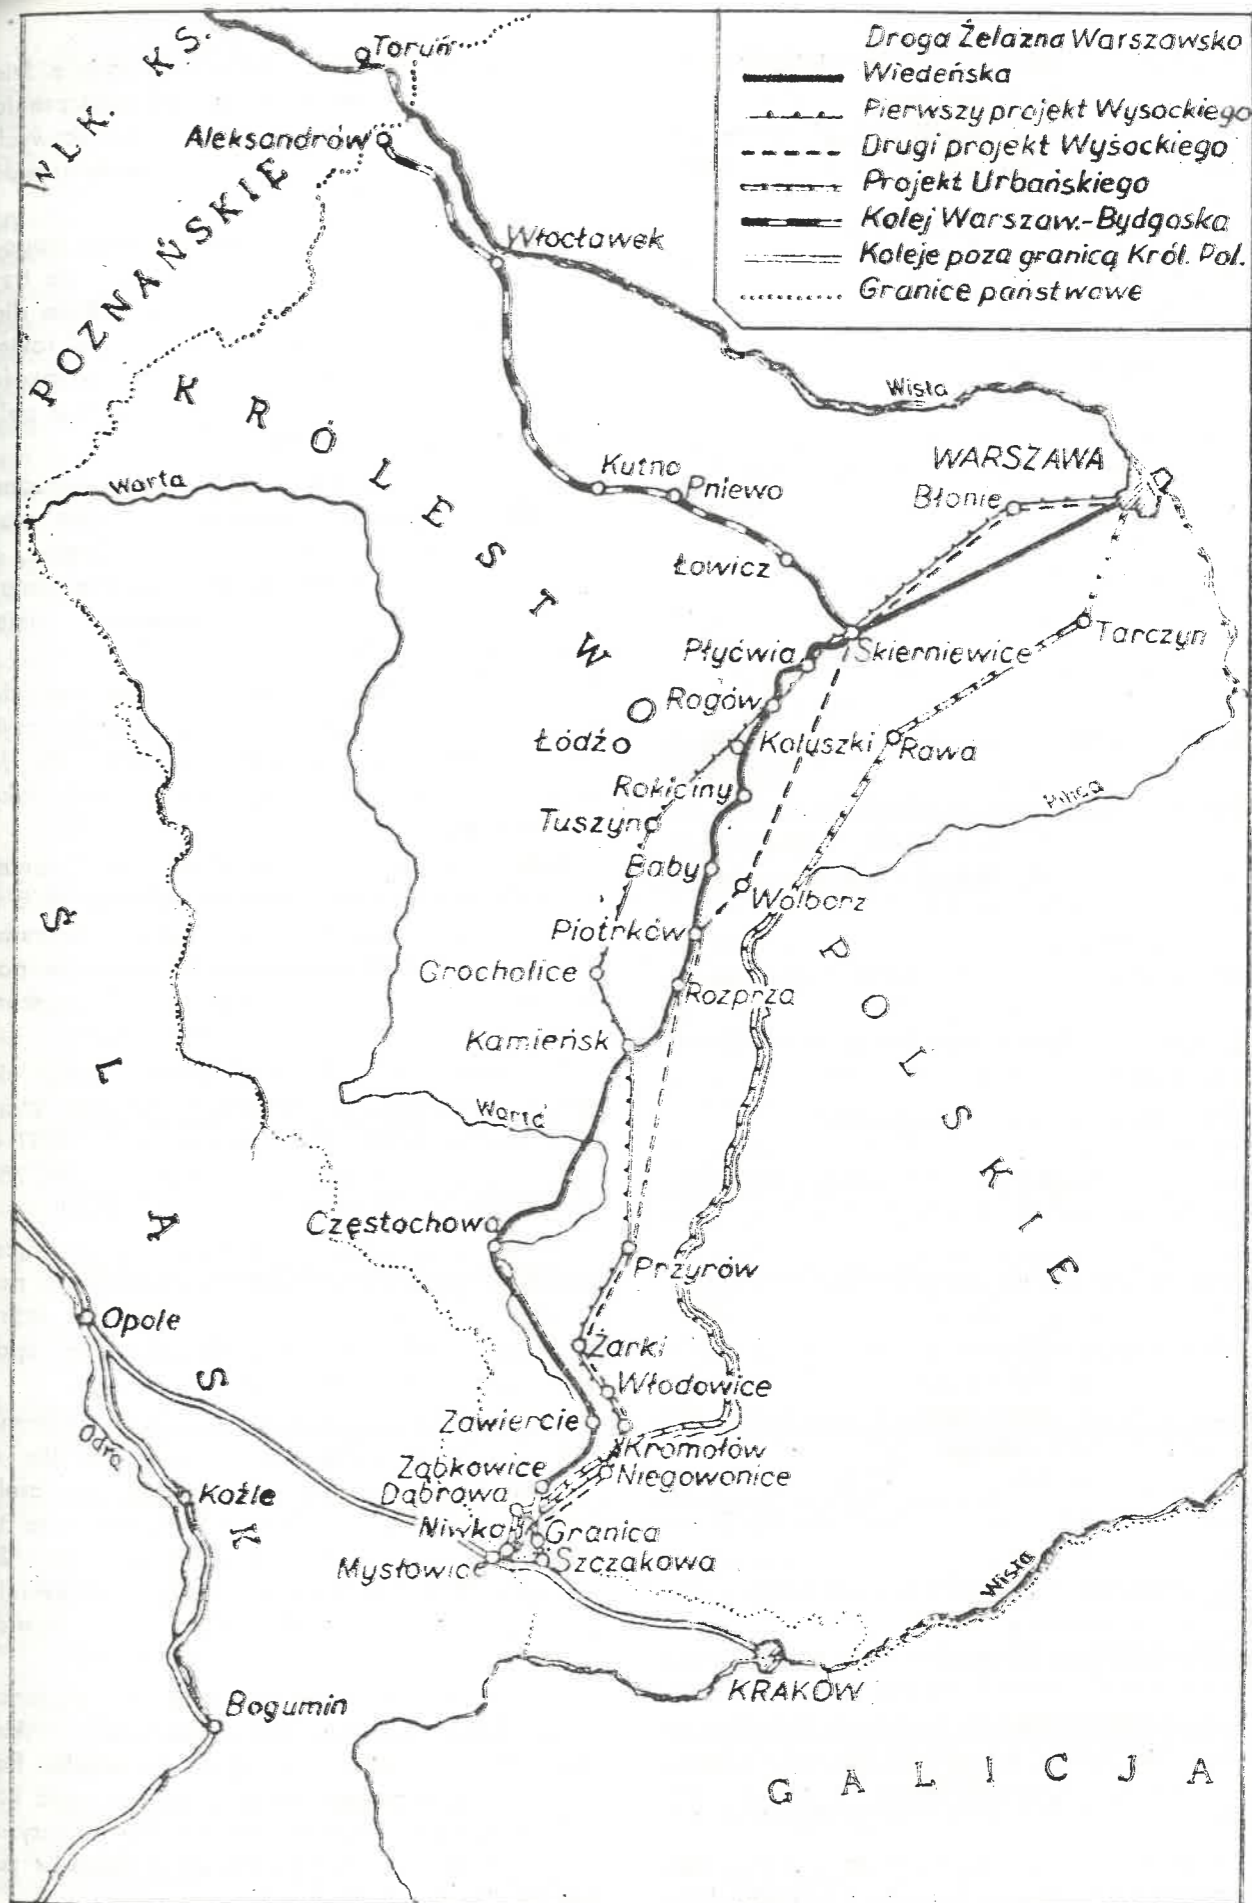 Droga Żelazna Warszawsko
Wiedeńska
Pierwszy projekt Wysockiego
Drugi projekt Wysockiego
Projekt Urbańskiego
Kolej Warszaw.-Bydgoska
Koleje poza granicą Król. Pol.
Granice państwowe
WLK. KS.
POZNAŃSKIE
Toruń
Aleksandrów
Włocławek
Wisła
KRÓLESTWO
WARSZAWA
Błonie
Kutno
Pniewo
Warta
Łowicz
Tarczyn
Płyćwia
Skierniewice
Rogów
Łódź
Koluszki
Rawa
Rokiciny
Pilica
Tuszyn
Baby
Wolborz
Piotrków
POLSKIE
Grocholice
Rozprza
Kamieńsk
Warta
ŚLĄSK
Częstochowa
Przyrów
Opole
Żarki
Włodowice
Zawiercie
Odra
Kromołów
Ząbkowice
Niegowonice
Dąbrowa
Koźle
Niwka
Granica
Mysłowice
Szczakowa
Wisła
KRAKÓW
Bogumin
GALICJA